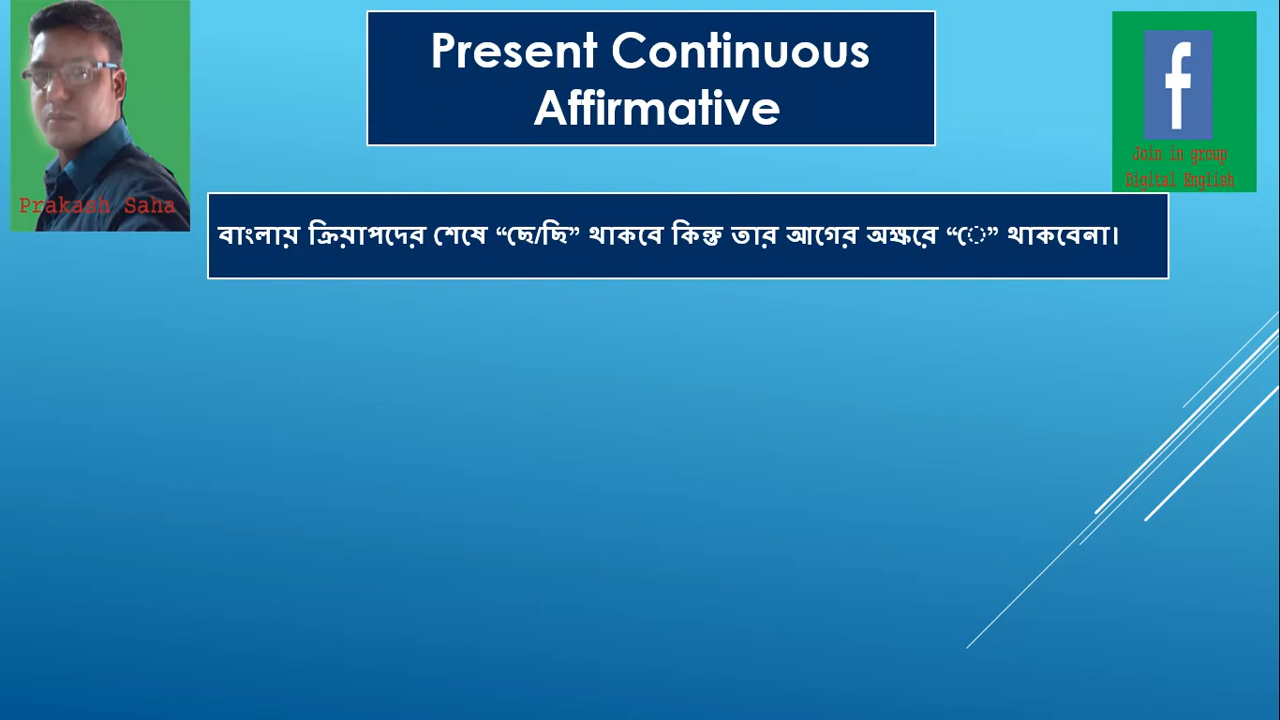 Present Continuous
Affirmative
Prakash Saha
f
Join in group
Digital English
বাংলায় ক্রিয়াপদের শেষে “ছে/ছি” থাকবে কিন্তু তার আগের অক্ষরে “ে” থাকবেনা।